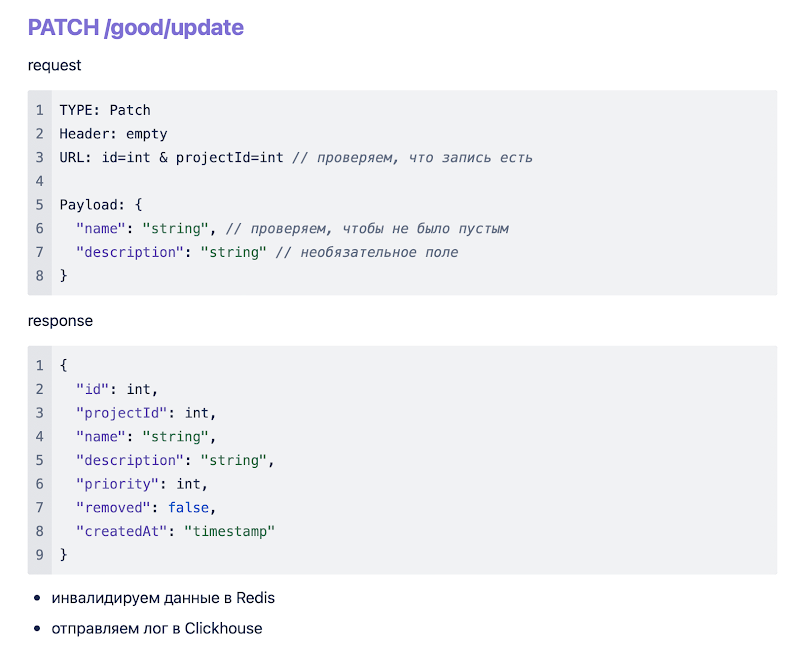 PATCH /good/update
request
1 TYPE: Patch
2 Header: empty
3 URL: id=int & projectId=int // проверяем, что запись есть
4
5 Payload: {
6 "name": "string", // проверяем, чтобы не было пустым
7 "description": "string" // необязательное поле
8 }
response
1 {
2 "id": int,
3 "projectId": int,
4 "name": "string",
5 "description": "string",
6 "priority": int,
7 "removed": false,
8 "createdAt": "timestamp"
9 }
• инвалидируем данные в Redis
• отправляем лог в Clickhouse